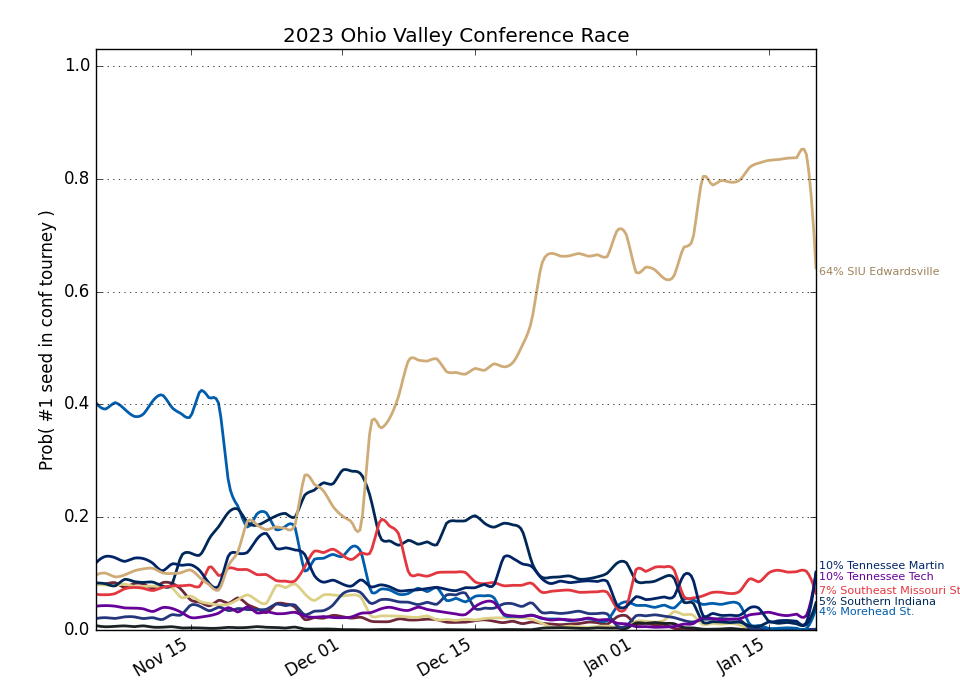 2023 Ohio Valley Conference Race
Prob( #1 seed in conf tourney )
1.0
0.8
0.6
0.4
0.2
0.0
Nov 15
Dec 01
Dec 15
Jan 01
Jan 15
64% SIU Edwardsville
10% Tennessee Martin
10% Tennessee Tech
7% Southeast Missouri St
5% Southern Indiana
4% Morehead St.